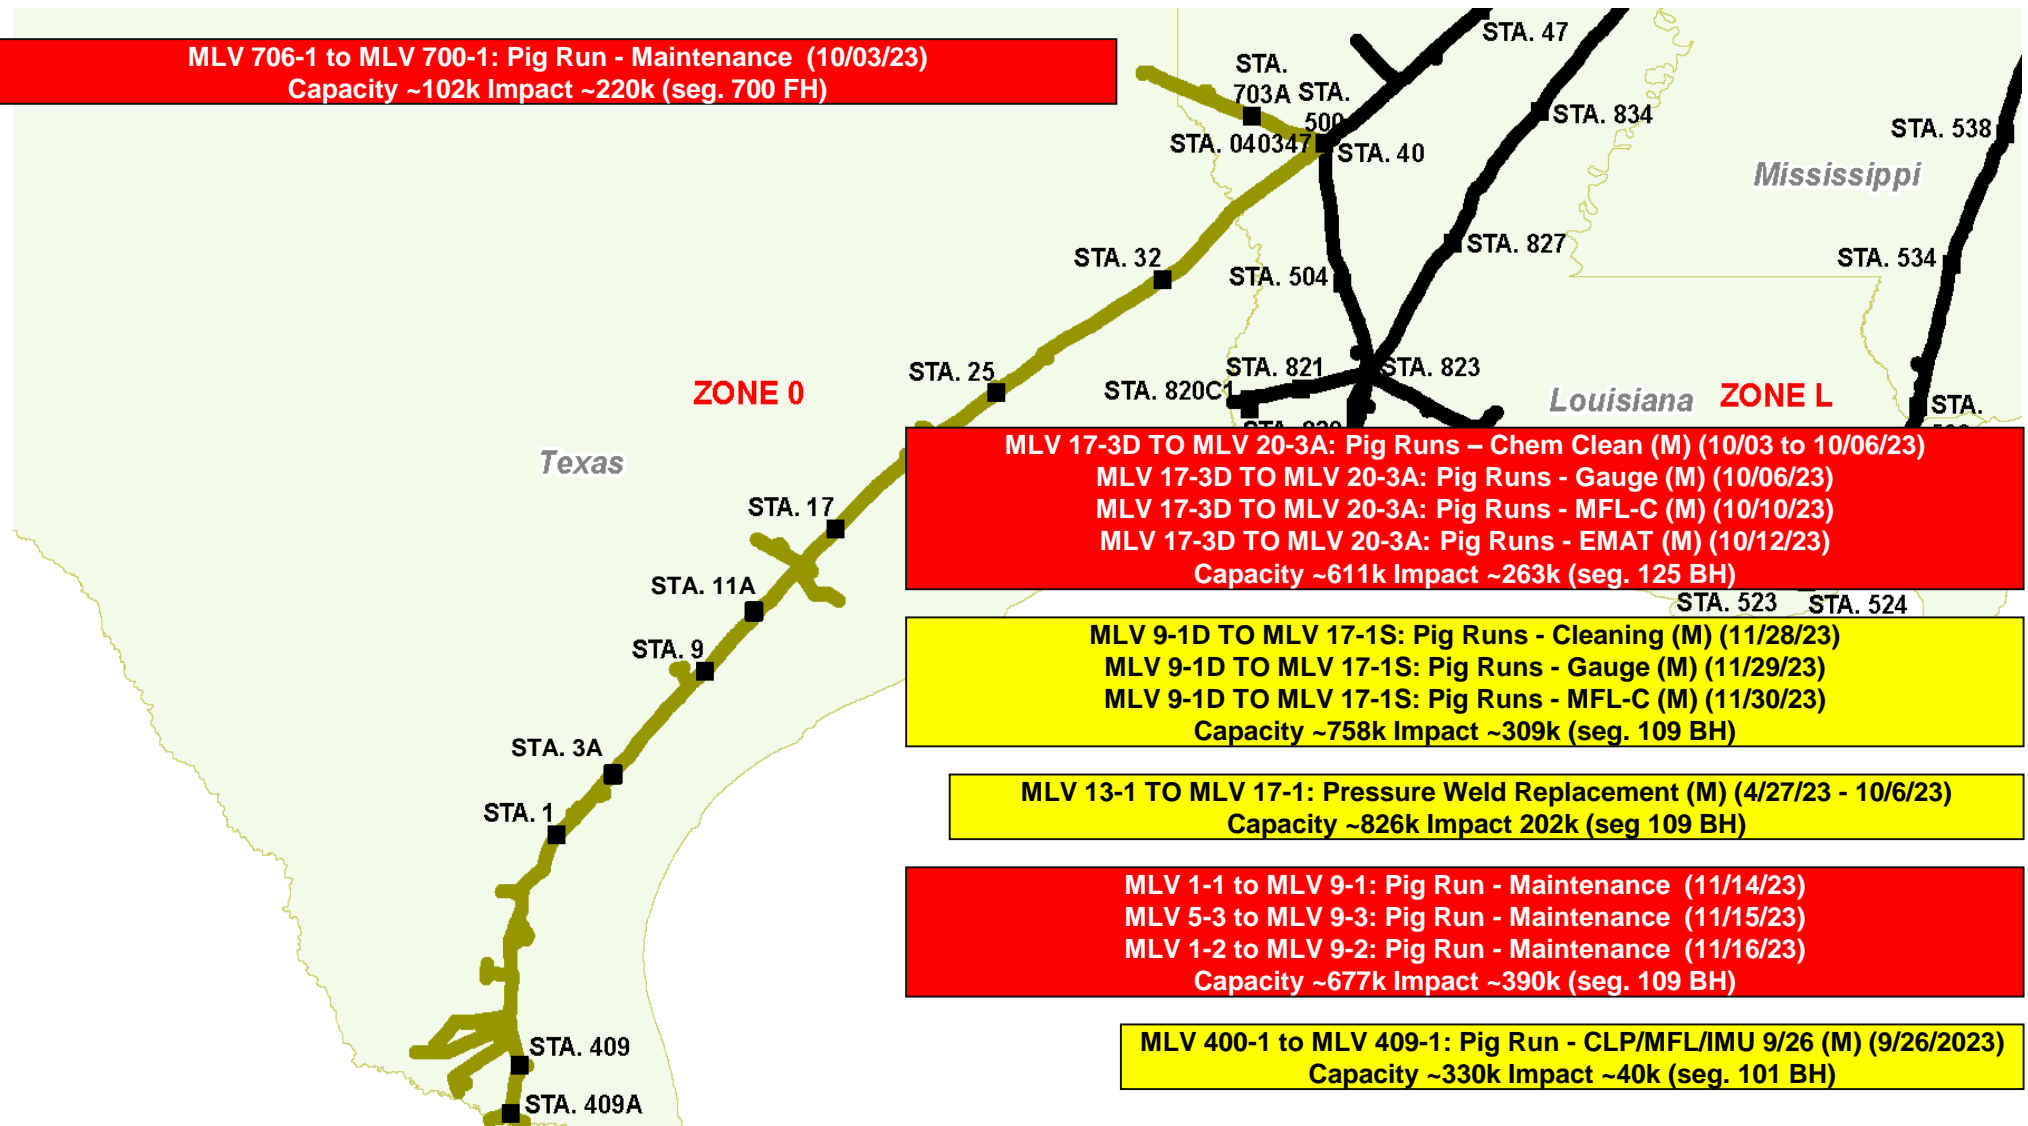 STA. 47
MLV 706-1 to MLV 700-1: Pig Run - Maintenance (10/03/23)
Capacity ~102k Impact ~220k (seg. 700 FH)
STA.
703A
STA.
500
STA. 834
STA. 538
STA. 040347
STA. 40
Mississippi
STA. 827
STA. 534
STA. 32
STA. 504
STA. 821
STA. 823
STA. 25
STA. 820C1
ZONE 0
Louisiana
ZONE L
STA.
Texas
MLV 17-3D TO MLV 20-3A: Pig Runs – Chem Clean (M) (10/03 to 10/06/23)
MLV 17-3D TO MLV 20-3A: Pig Runs - Gauge (M) (10/06/23)
MLV 17-3D TO MLV 20-3A: Pig Runs - MFL-C (M) (10/10/23)
MLV 17-3D TO MLV 20-3A: Pig Runs - EMAT (M) (10/12/23)
Capacity ~611k Impact ~263k (seg. 125 BH)
STA. 17
STA. 11A
STA. 523
STA. 524
STA. 9
MLV 9-1D TO MLV 17-1S: Pig Runs - Cleaning (M) (11/28/23)
MLV 9-1D TO MLV 17-1S: Pig Runs - Gauge (M) (11/29/23)
MLV 9-1D TO MLV 17-1S: Pig Runs - MFL-C (M) (11/30/23)
Capacity ~758k Impact ~309k (seg. 109 BH)
STA. 3A
MLV 13-1 TO MLV 17-1: Pressure Weld Replacement (M) (4/27/23 - 10/6/23)
Capacity ~826k Impact 202k (seg 109 BH)
STA. 1
MLV 1-1 to MLV 9-1: Pig Run - Maintenance (11/14/23)
MLV 5-3 to MLV 9-3: Pig Run - Maintenance (11/15/23)
MLV 1-2 to MLV 9-2: Pig Run - Maintenance (11/16/23)
Capacity ~677k Impact ~390k (seg. 109 BH)
STA. 409
MLV 400-1 to MLV 409-1: Pig Run - CLP/MFL/IMU 9/26 (M) (9/26/2023)
Capacity ~330k Impact ~40k (seg. 101 BH)
STA. 409A